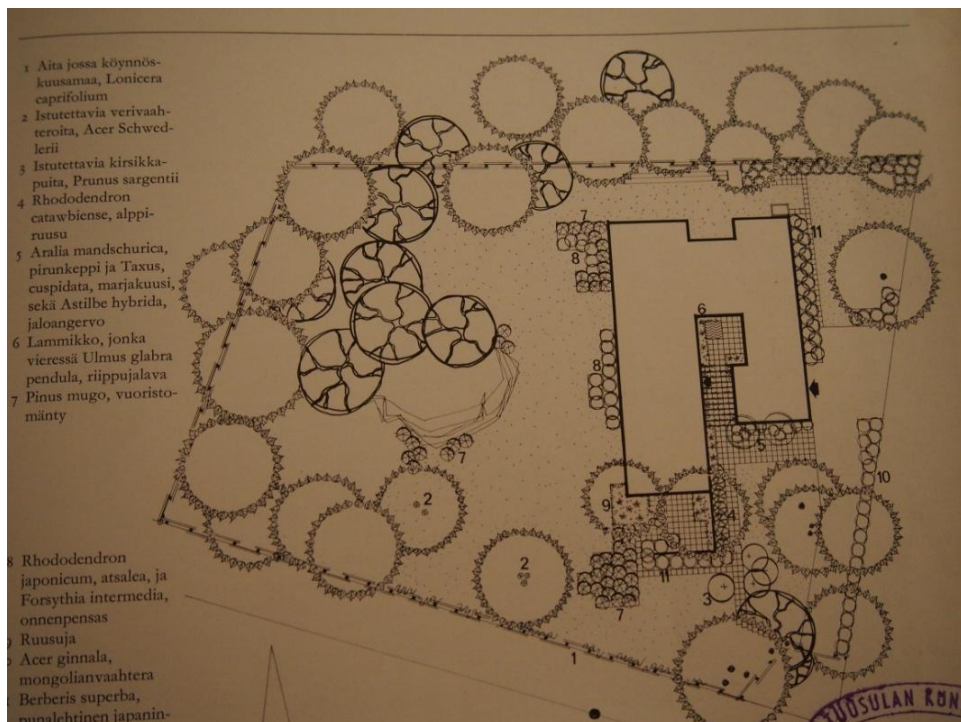 1 Aita jossa köynnös-
kuusamaa, Lonicera
caprifolium
2 Istutettavia verivaah-
teroita, Acer Schwed-
lerii
3 Istutettavia kirsikka-
puita, Prunus sargentii
4 Rhododendron
catawbiense, alppi-
ruusu
5 Aralia mandschurica,
pirunkeppi ja Taxus,
cuspidata, marjakuusi,
sekä Astilbe hybrida,
jaloangervo
6 Lammikko, jonka
vieressä Ulmus glabra
pendula, riippujalava
7 Pinus mugo, vuoristo-
mänty
8 Rhododendron
japonicum, atsalea, ja
Forsythia intermedia,
onnenpensas
Ruusuja
Acer ginnala,
mongolianvaahtera
Berberis superba,
punalehtinen japanin-
7
8
11
6
8
5
7
10
2
9
4
2
11
3
7
1
TUUSULAN KUN